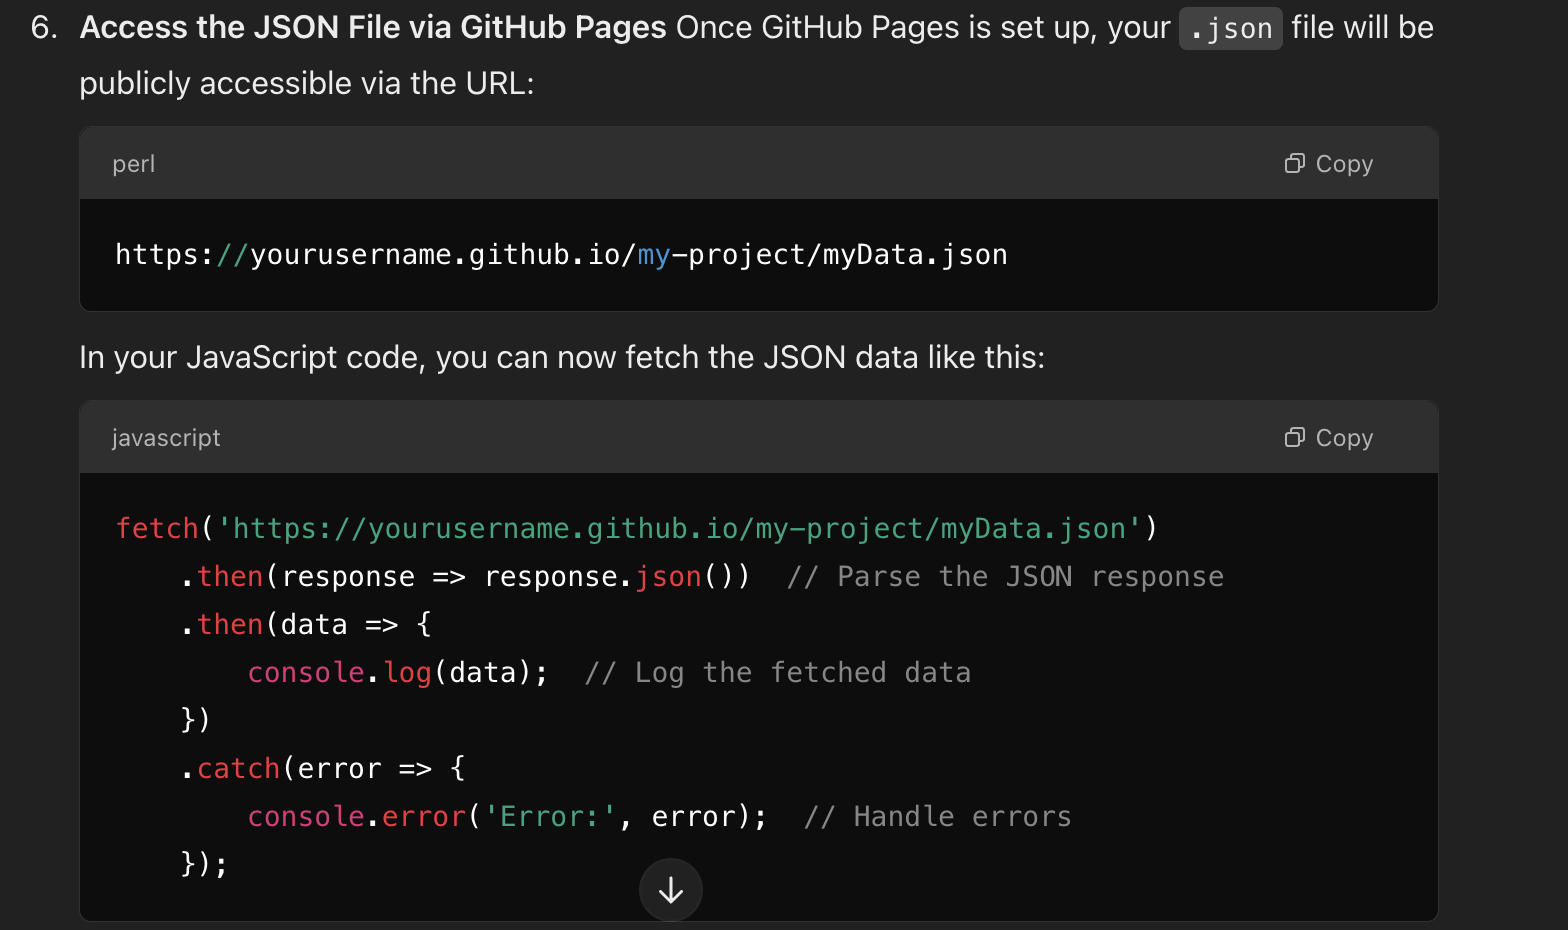 6. Access the JSON File via GitHub Pages Once GitHub Pages is set up, your .json file will be
publicly accessible via the URL:
perl
Copy
https://yourusername.github.io/my-project/myData.json
In your JavaScript code, you can now fetch the JSON data like this:
javascript
Copy
fetch('https://yourusername.github.io/my-project/myData.json')
    .then(response => response.json())  // Parse the JSON response
    .then(data => {
        console.log(data);  // Log the fetched data
    })
    .catch(error => {
        console.error('Error:', error);  // Handle errors
    });